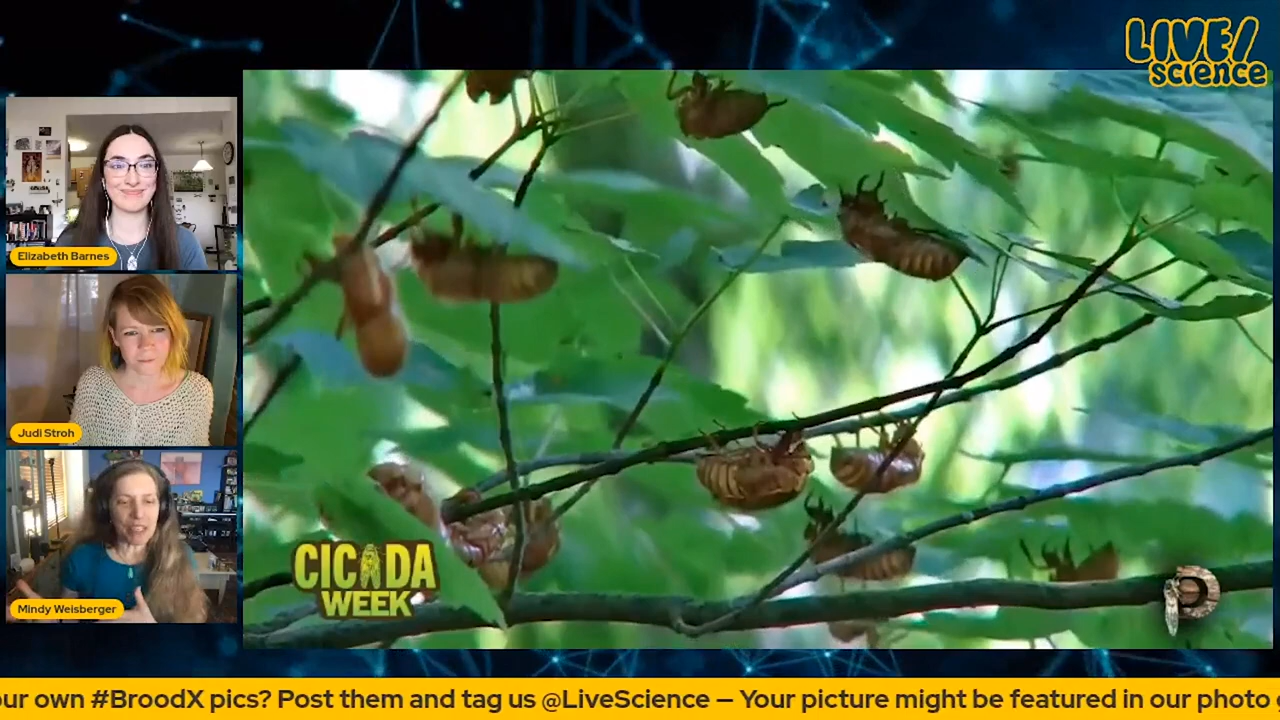 LIVE/
science
Elizabeth Barnes
Judi Stroh
Mindy Weisberger
CICADA
WEEK
P
our own #BroodX pics? Post them and tag us @LiveScience — Your picture might be featured in our photo